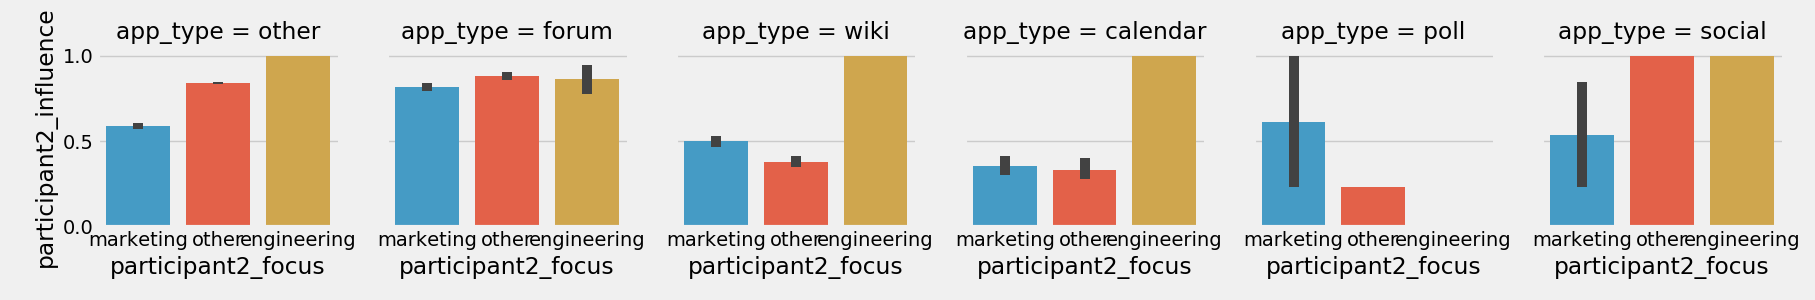 app_type = other
app_type = forum
app_type = wiki
app_type = calendar
app_type = poll
app_type = social
participant2_influence
1.0
0.5
0.0
marketing other engineering
marketing other engineering
marketing other engineering
marketing other engineering
marketing other engineering
marketing other engineering
participant2_focus
participant2_focus
participant2_focus
participant2_focus
participant2_focus
participant2_focus